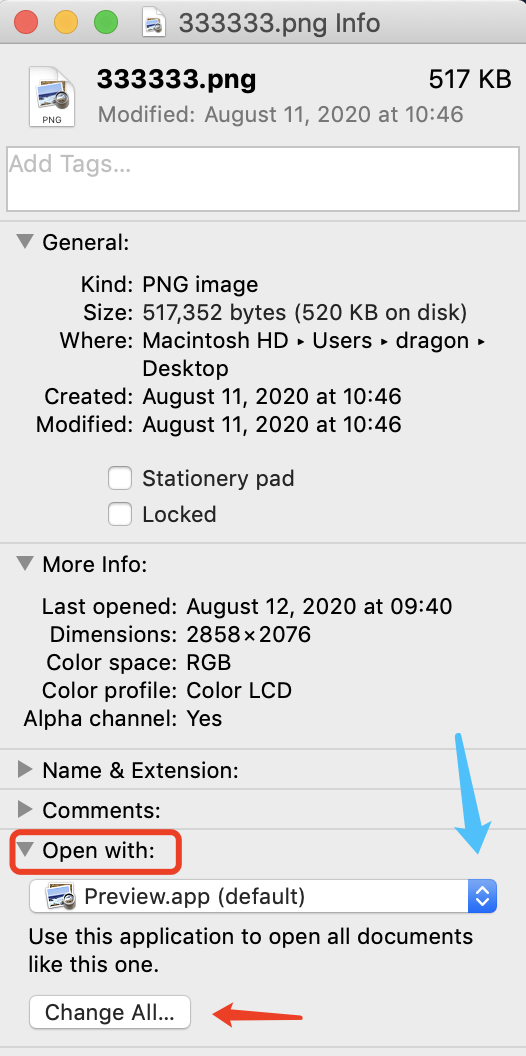 333333.png Info
333333.png 517 KB
Modified: August 11, 2020 at 10:46
PNG
Add Tags...
General:
Kind: PNG image
Size: 517,352 bytes (520 KB on disk)
Where: Macintosh HD ▸ Users ▸ dragon ▸
Desktop
Created: August 11, 2020 at 10:46
Modified: August 11, 2020 at 10:46
Stationery pad
Locked
More Info:
Last opened: August 12, 2020 at 09:40
Dimensions: 2858×2076
Color space: RGB
Color profile: Color LCD
Alpha channel: Yes
Name & Extension:
Comments:
Open with:
Preview.app (default)
Use this application to open all documents
like this one.
Change All...